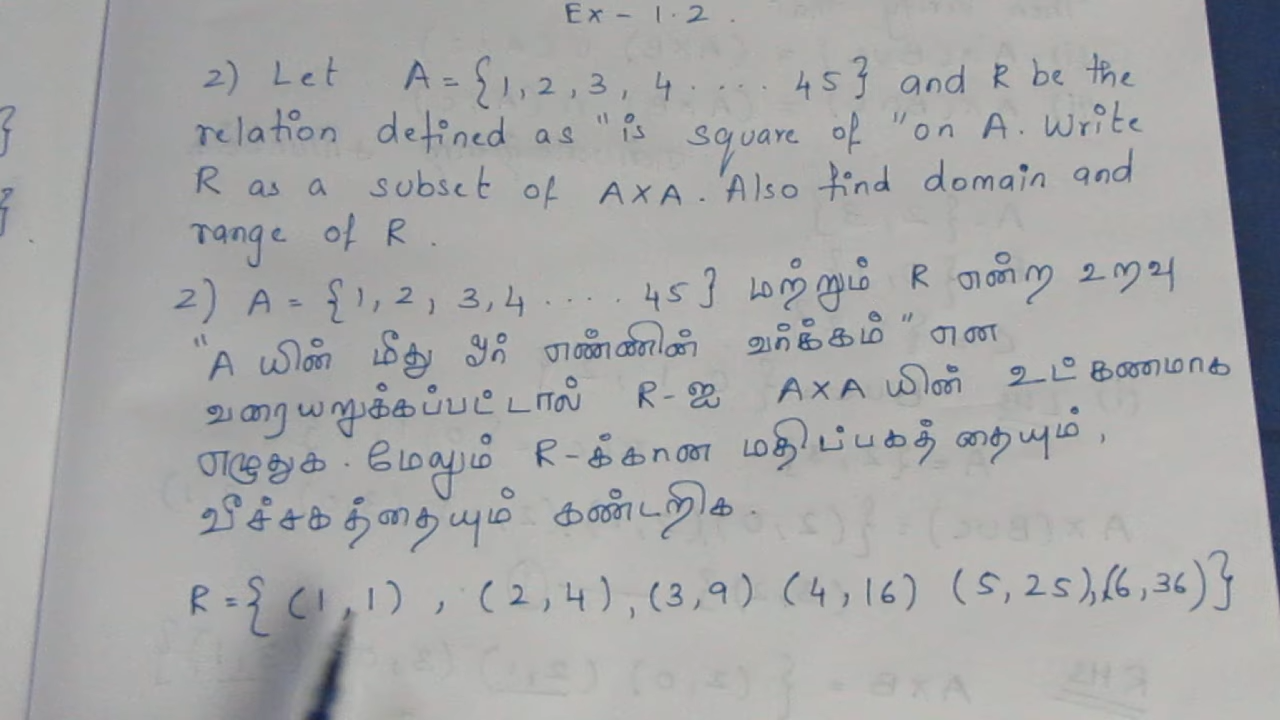 Ex - 1.2.
2) Let A = {1, 2, 3, 4 .... 45} and R be the
relation defined as "is square of" on A. Write
R as a subset of A×A. Also find domain and
range of R.
2) A = {1, 2, 3, 4 .... 45} மற்றும் R என்ற உறவு
"A யின் மீது ஓர் எண்ணின் வர்க்கம்" என
வரையறுக்கப்பட்டால் R-ஐ A×A யின் உட்கணமாக
எழுதுக. மேலும் R-க்கான மதிப்பகத்தையும்,
வீச்சகத்தையும் கண்டறிக.
R = { (1,1), (2,4), (3,9) (4,16) (5,25), (6,36)}